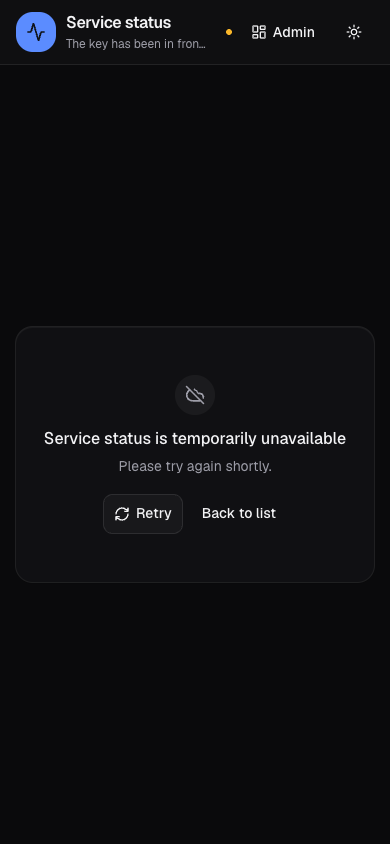 Service status
The key has been in fron…
Admin
Service status is temporarily unavailable
Please try again shortly.
Retry
Back to list